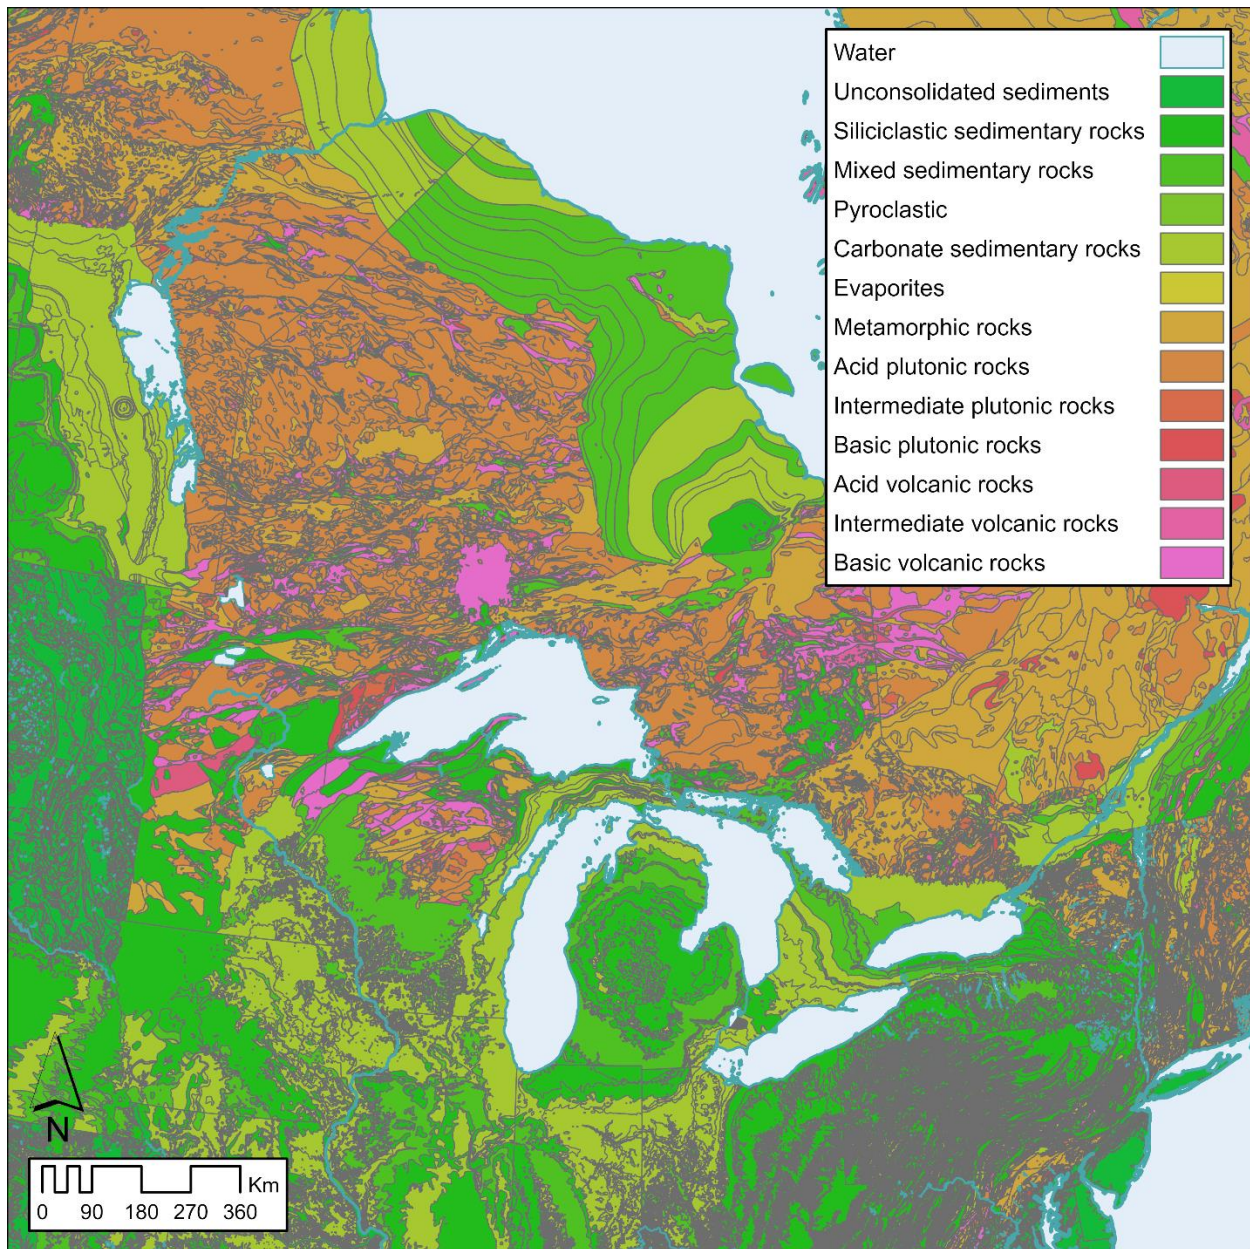 Water
Unconsolidated sediments
Siliciclastic sedimentary rocks
Mixed sedimentary rocks
Pyroclastic
Carbonate sedimentary rocks
Evaporites
Metamorphic rocks
Acid plutonic rocks
Intermediate plutonic rocks
Basic plutonic rocks
Acid volcanic rocks
Intermediate volcanic rocks
Basic volcanic rocks
N
Km
0 90 180 270 360